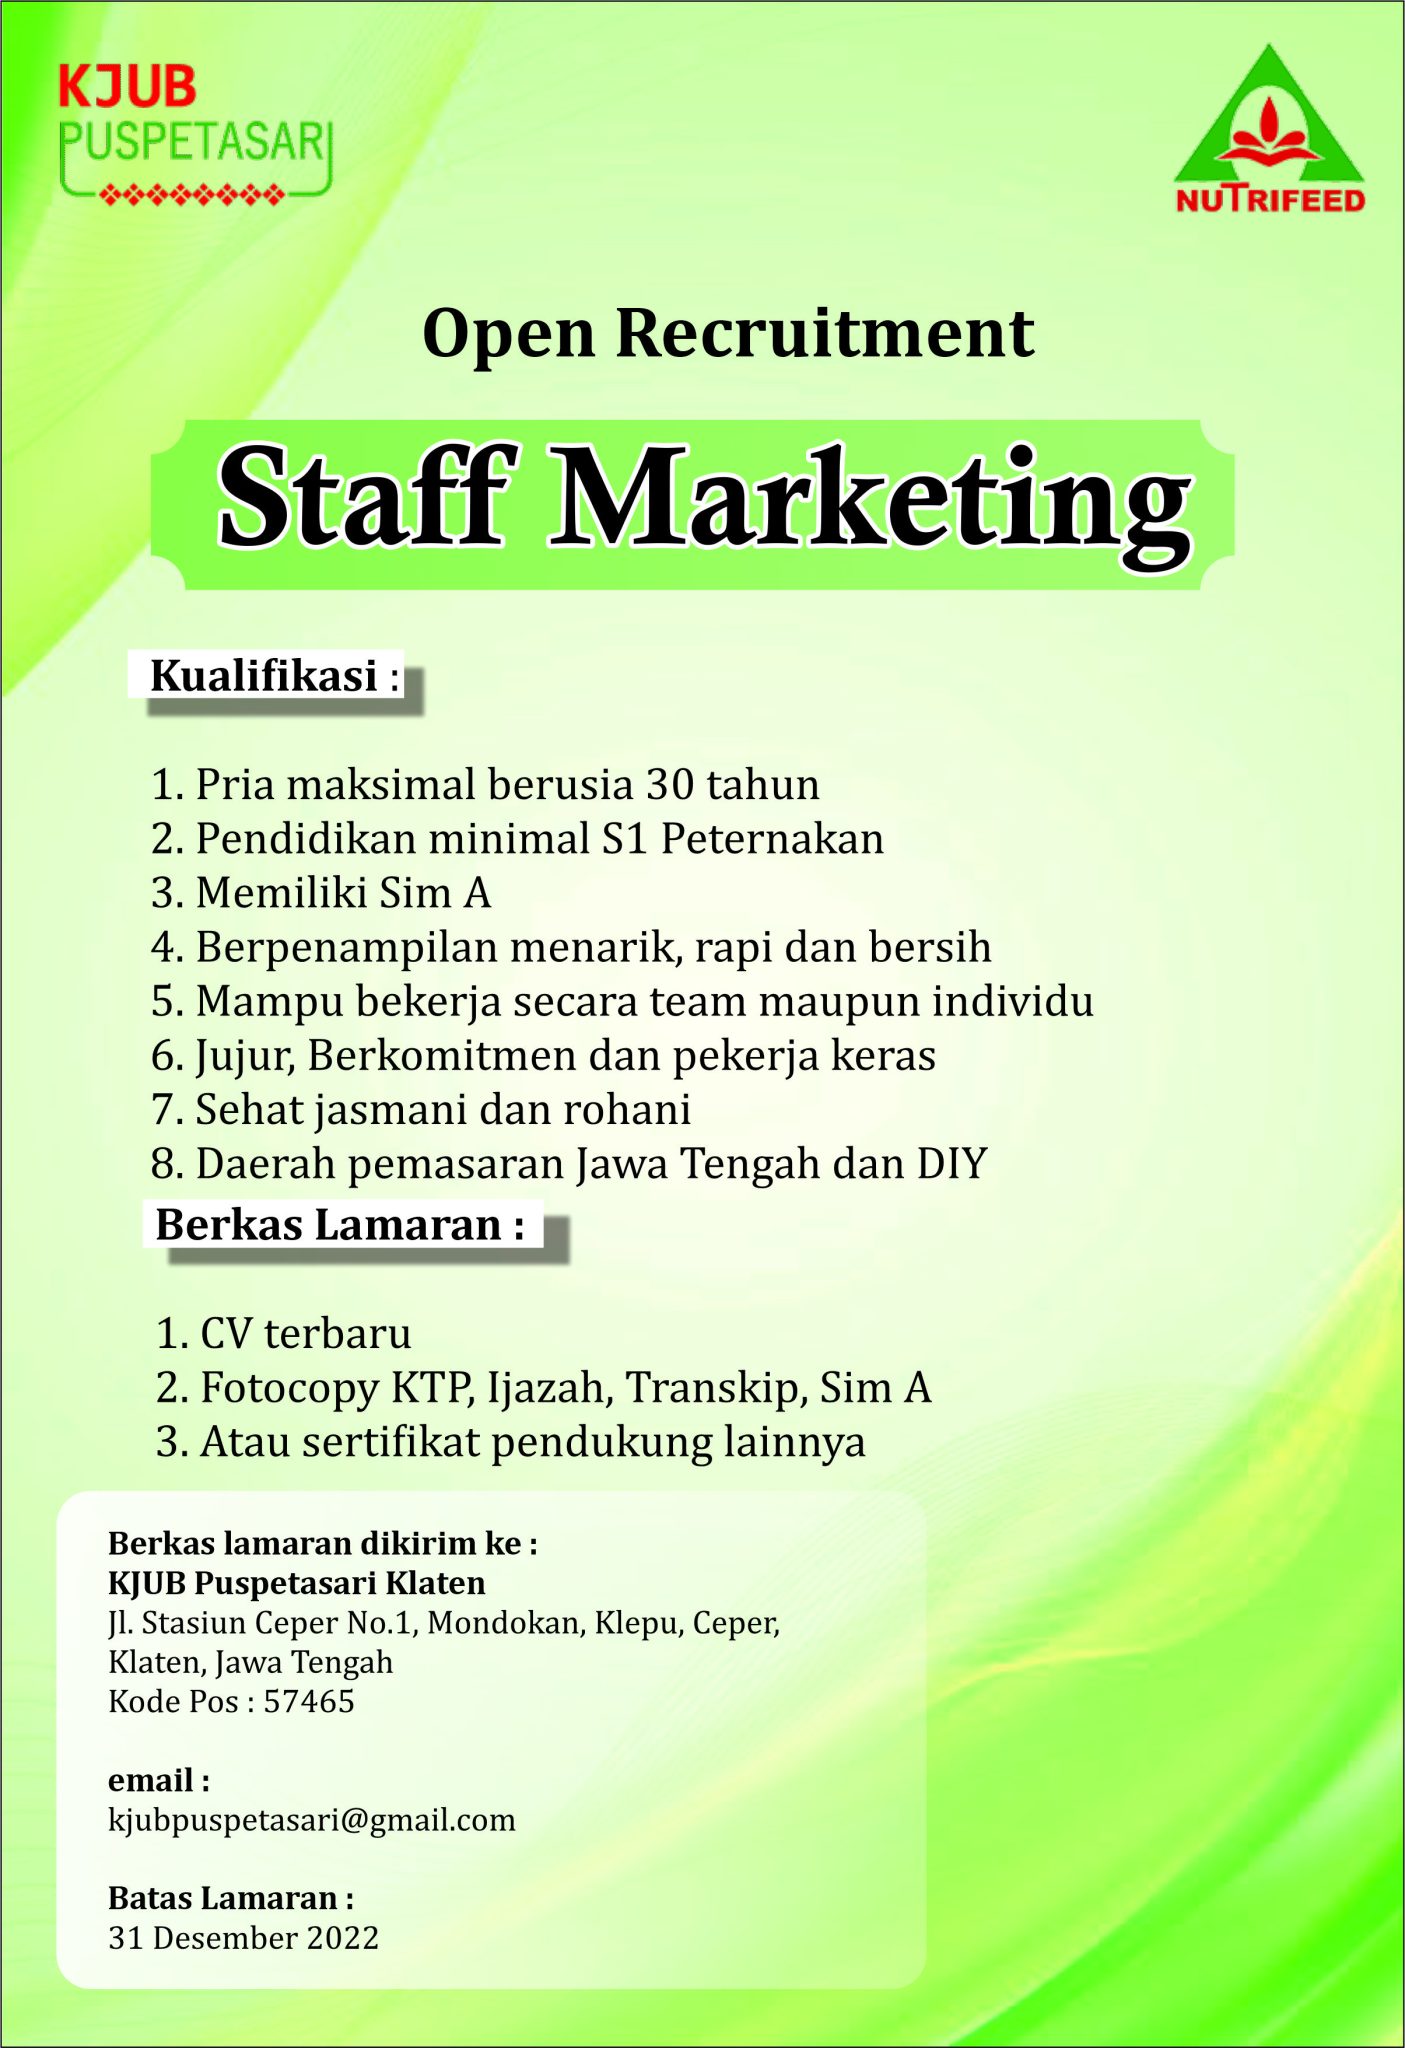 KJUB
PUSPETASARI
NUTRIFEED
Open Recruitment
Staff Marketing
Kualifikasi :
1. Pria maksimal berusia 30 tahun
2. Pendidikan minimal S1 Peternakan
3. Memiliki Sim A
4. Berpenampilan menarik, rapi dan bersih
5. Mampu bekerja secara team maupun individu
6. Jujur, Berkomitmen dan pekerja keras
7. Sehat jasmani dan rohani
8. Daerah pemasaran Jawa Tengah dan DIY
Berkas Lamaran :
1. CV terbaru
2. Fotocopy KTP, Ijazah, Transkip, Sim A
3. Atau sertifikat pendukung lainnya
Berkas lamaran dikirim ke :
KJUB Puspetasari Klaten
Jl. Stasiun Ceper No.1, Mondokan, Klepu, Ceper,
Klaten, Jawa Tengah
Kode Pos : 57465
email :
kjubpuspetasari@gmail.com
Batas Lamaran :
31 Desember 2022